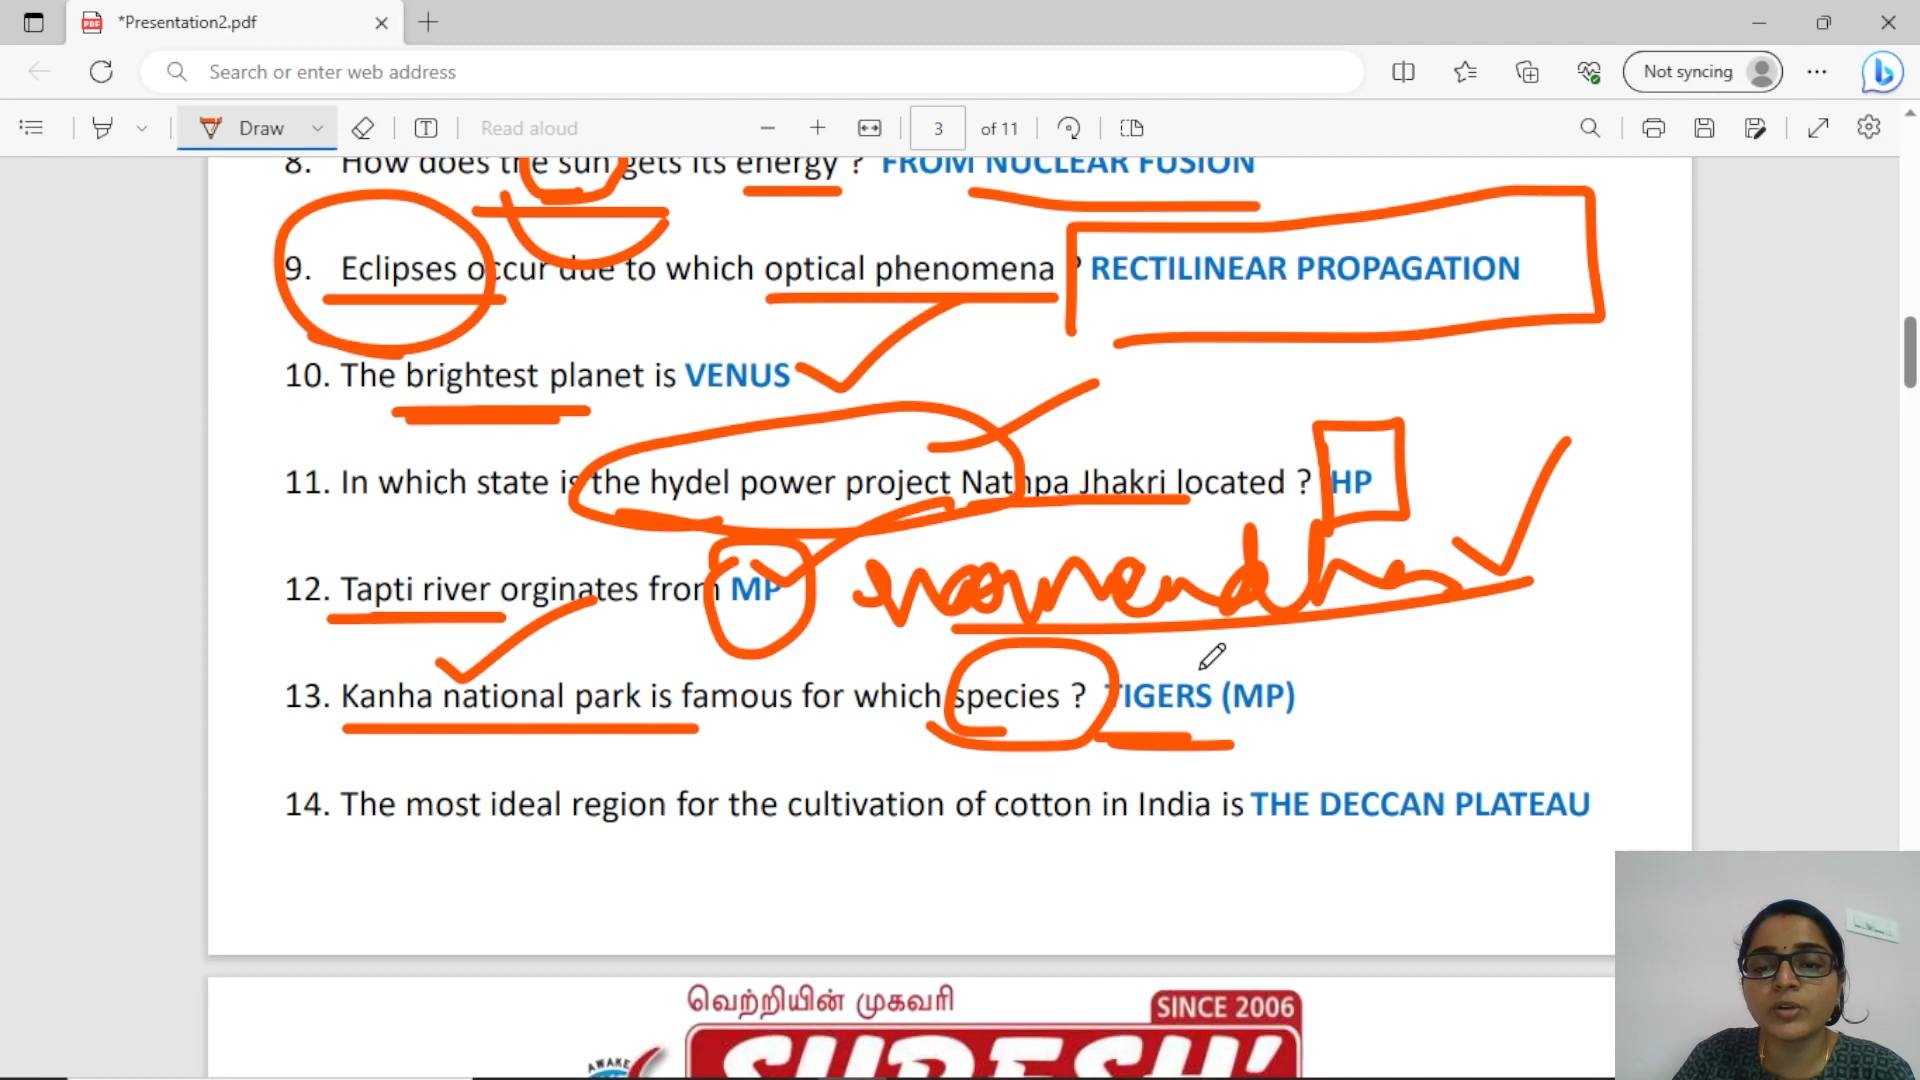 *Presentation2.pdf
Search or enter web address
Not syncing
Draw
Read aloud
3 of 11
8. How does the sun gets its energy ? FROM NUCLEAR FUSION
9. Eclipses occur due to which optical phenomena ? RECTILINEAR PROPAGATION
10. The brightest planet is VENUS
11. In which state is the hydel power project Nathpa Jhakri located ? HP
12. Tapti river orginates from MP
13. Kanha national park is famous for which species ? TIGERS (MP)
14. The most ideal region for the cultivation of cotton in India is THE DECCAN PLATEAU
வெற்றியின் முகவரி
SINCE 2006
AWAKE
SURESH'